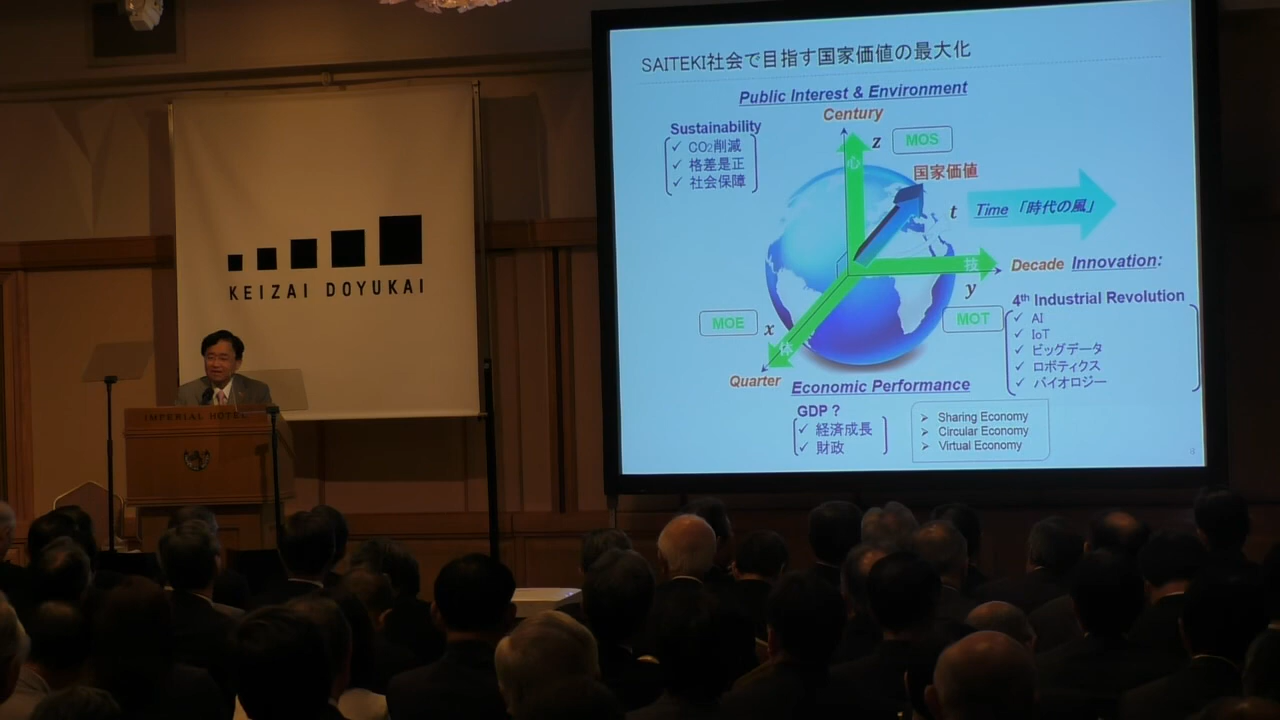 SAITEKI社会で目指す国家価値の最大化
Public Interest & Environment
Century
Sustainability
✓ CO2削減
✓ 格差是正
✓ 社会保障
z
MOS
心
国家価値
t
Time 「時代の風」
技
Decade Innovation:
y
MOE
x
体
MOT
4th Industrial Revolution
✓ AI
✓ IoT
✓ ビッグデータ
✓ ロボティクス
✓ バイオロジー
Quarter
Economic Performance
GDP ?
✓ 経済成長
✓ 財政
➢ Sharing Economy
➢ Circular Economy
➢ Virtual Economy
8
KEIZAI DOYUKAI
IMPERIAL HOTEL